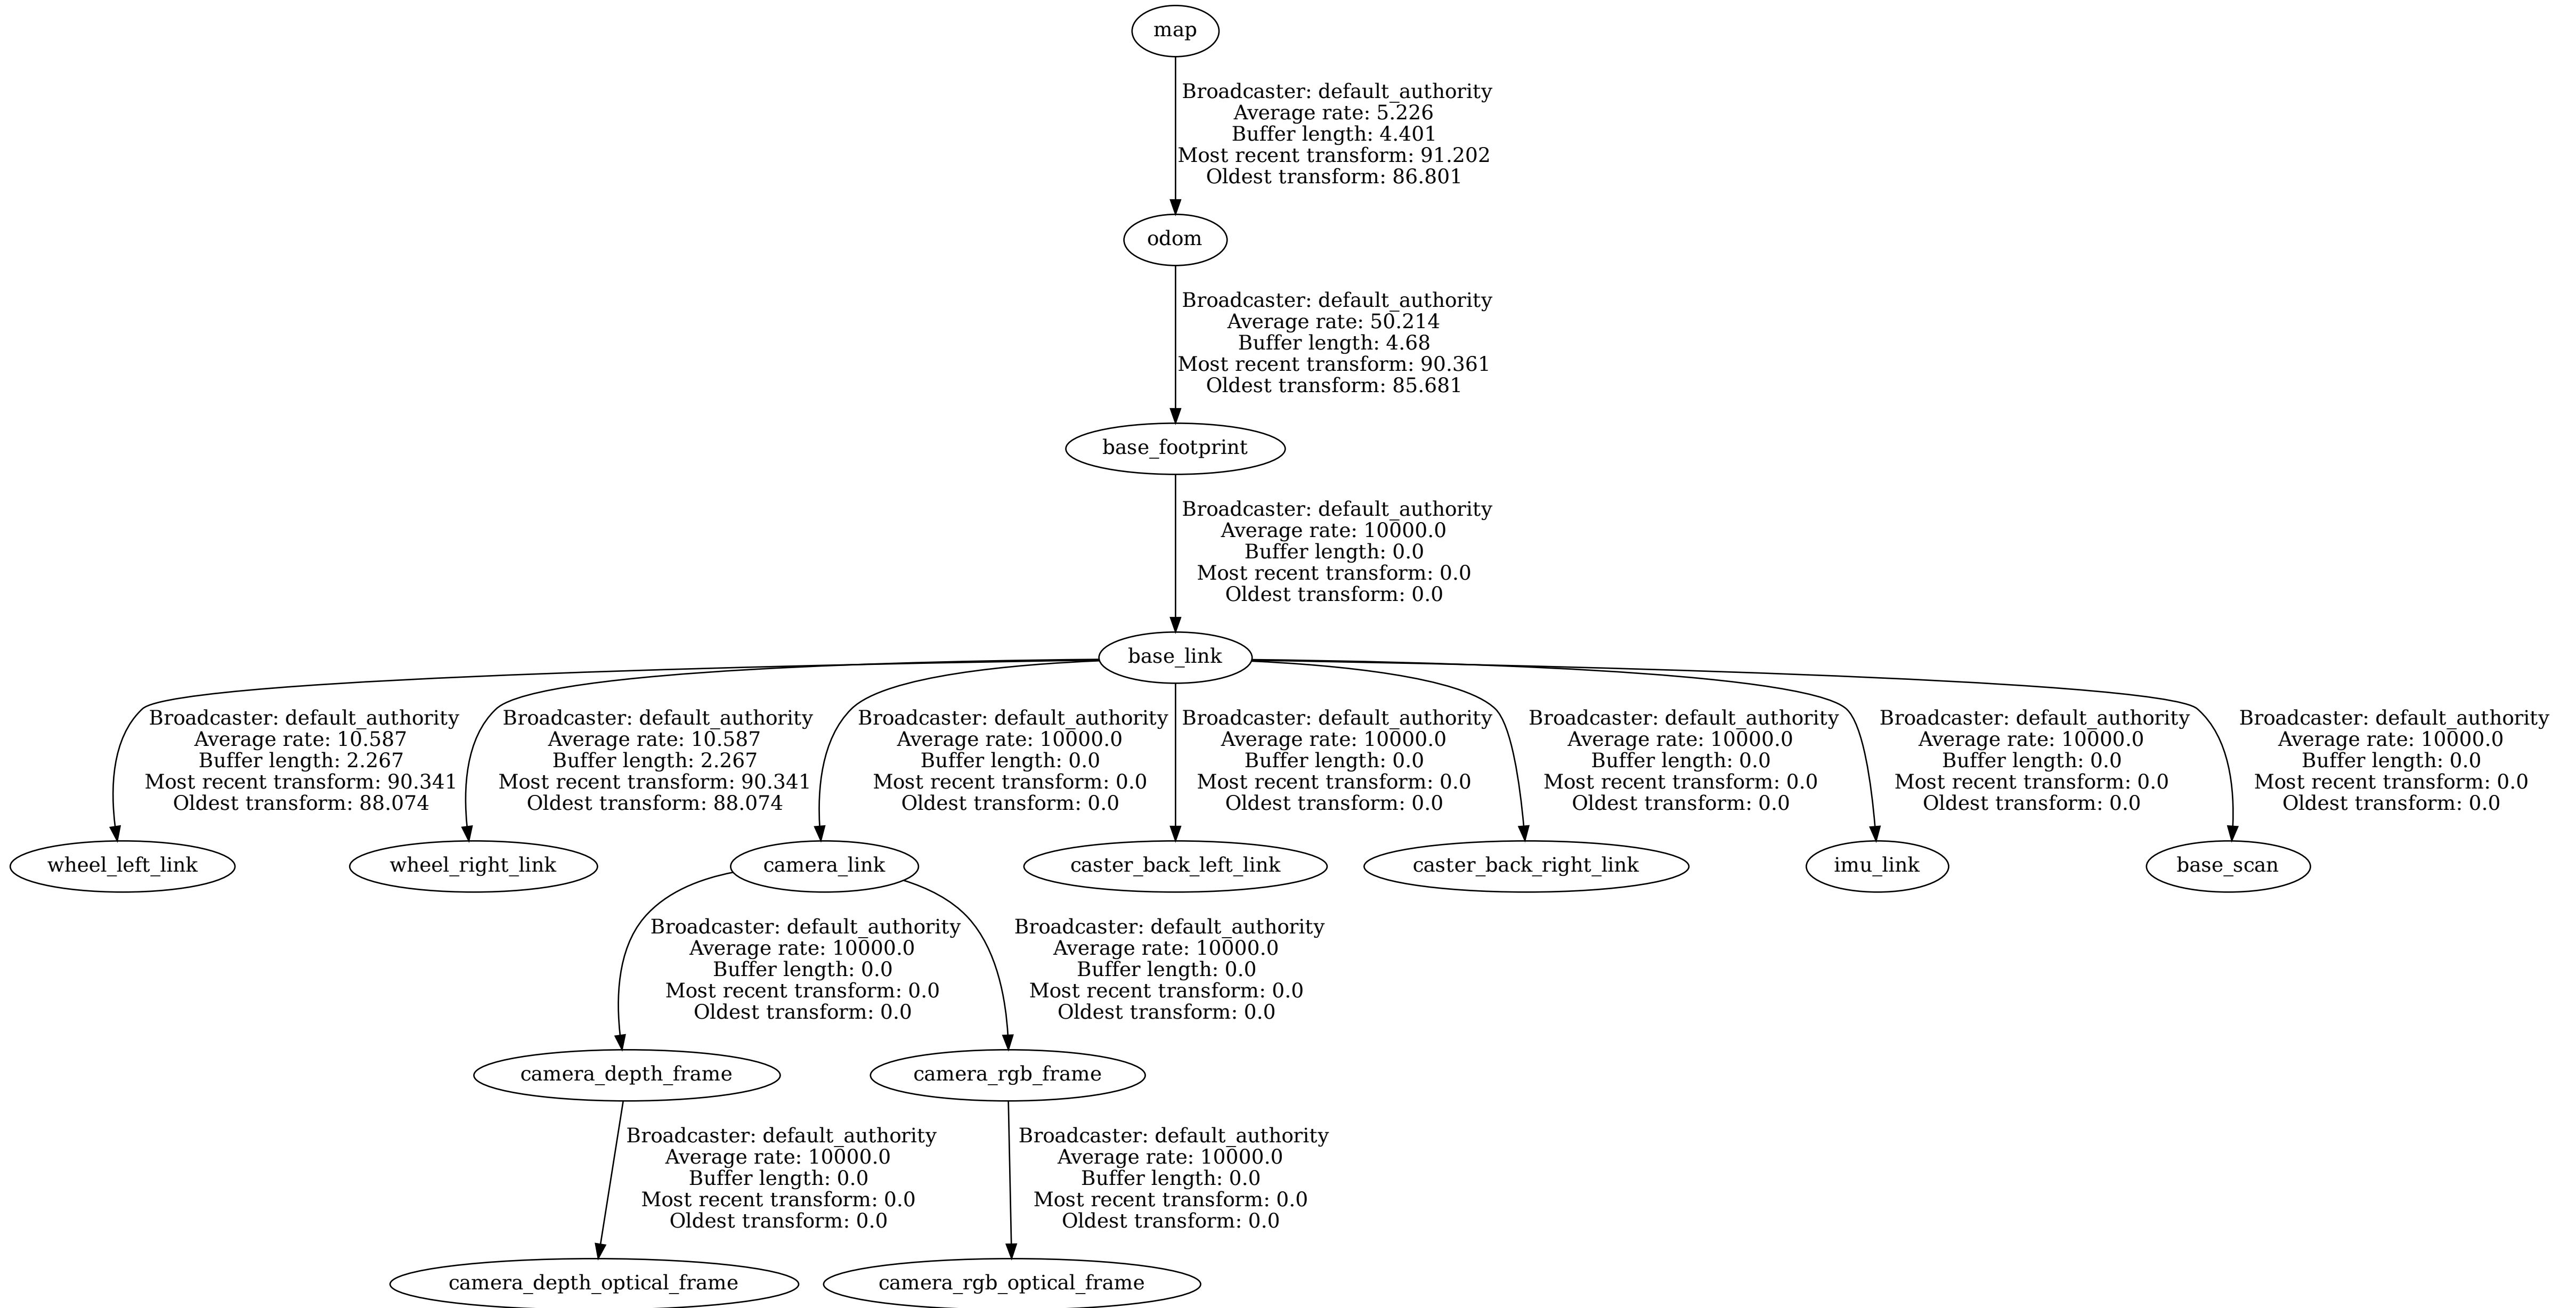 map
Broadcaster: default_authority
Average rate: 5.226
Buffer length: 4.401
Most recent transform: 91.202
Oldest transform: 86.801
odom
Broadcaster: default_authority
Average rate: 50.214
Buffer length: 4.68
Most recent transform: 90.361
Oldest transform: 85.681
base_footprint
Broadcaster: default_authority
Average rate: 10000.0
Buffer length: 0.0
Most recent transform: 0.0
Oldest transform: 0.0
base_link
Broadcaster: default_authority
Average rate: 10.587
Buffer length: 2.267
Most recent transform: 90.341
Oldest transform: 88.074
Broadcaster: default_authority
Average rate: 10.587
Buffer length: 2.267
Most recent transform: 90.341
Oldest transform: 88.074
Broadcaster: default_authority
Average rate: 10000.0
Buffer length: 0.0
Most recent transform: 0.0
Oldest transform: 0.0
Broadcaster: default_authority
Average rate: 10000.0
Buffer length: 0.0
Most recent transform: 0.0
Oldest transform: 0.0
Broadcaster: default_authority
Average rate: 10000.0
Buffer length: 0.0
Most recent transform: 0.0
Oldest transform: 0.0
Broadcaster: default_authority
Average rate: 10000.0
Buffer length: 0.0
Most recent transform: 0.0
Oldest transform: 0.0
Broadcaster: default_authority
Average rate: 10000.0
Buffer length: 0.0
Most recent transform: 0.0
Oldest transform: 0.0
wheel_left_link
wheel_right_link
camera_link
caster_back_left_link
caster_back_right_link
imu_link
base_scan
Broadcaster: default_authority
Average rate: 10000.0
Buffer length: 0.0
Most recent transform: 0.0
Oldest transform: 0.0
Broadcaster: default_authority
Average rate: 10000.0
Buffer length: 0.0
Most recent transform: 0.0
Oldest transform: 0.0
camera_depth_frame
camera_rgb_frame
Broadcaster: default_authority
Average rate: 10000.0
Buffer length: 0.0
Most recent transform: 0.0
Oldest transform: 0.0
Broadcaster: default_authority
Average rate: 10000.0
Buffer length: 0.0
Most recent transform: 0.0
Oldest transform: 0.0
camera_depth_optical_frame
camera_rgb_optical_frame